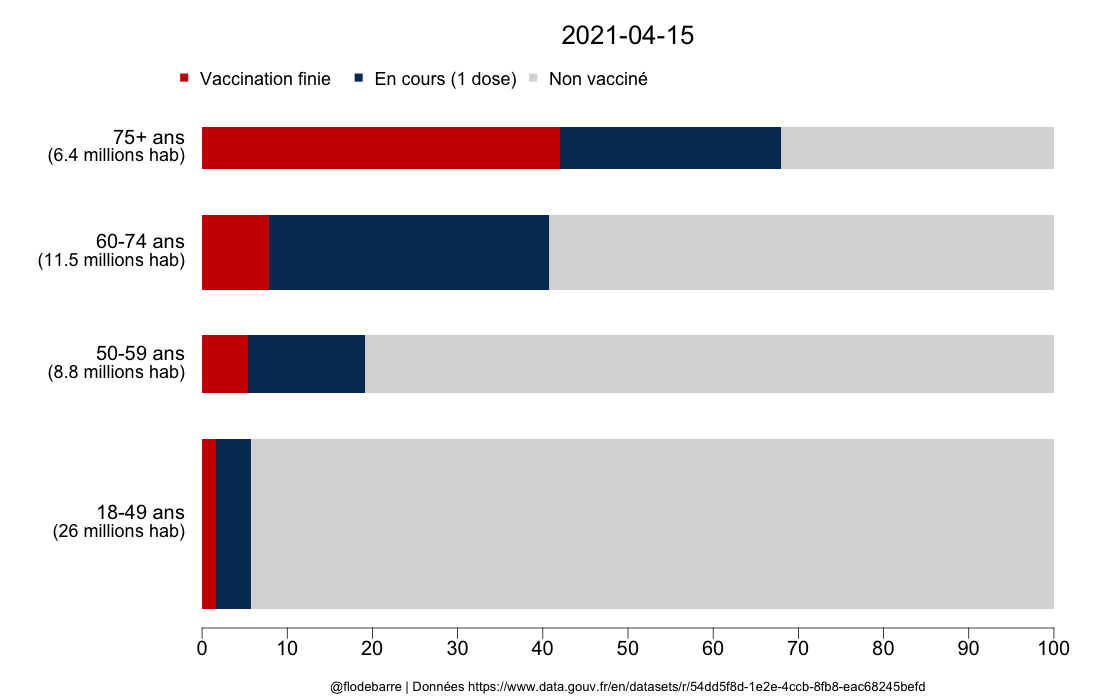 2021-04-15
Vaccination finie
En cours (1 dose)
Non vacciné
75+ ans
(6.4 millions hab)
60-74 ans
(11.5 millions hab)
50-59 ans
(8.8 millions hab)
18-49 ans
(26 millions hab)
0 10 20 30 40 50 60 70 80 90 100
@flodebarre | Données https://www.data.gouv.fr/en/datasets/r/54dd5f8d-1e2e-4ccb-8fb8-eac68245befd